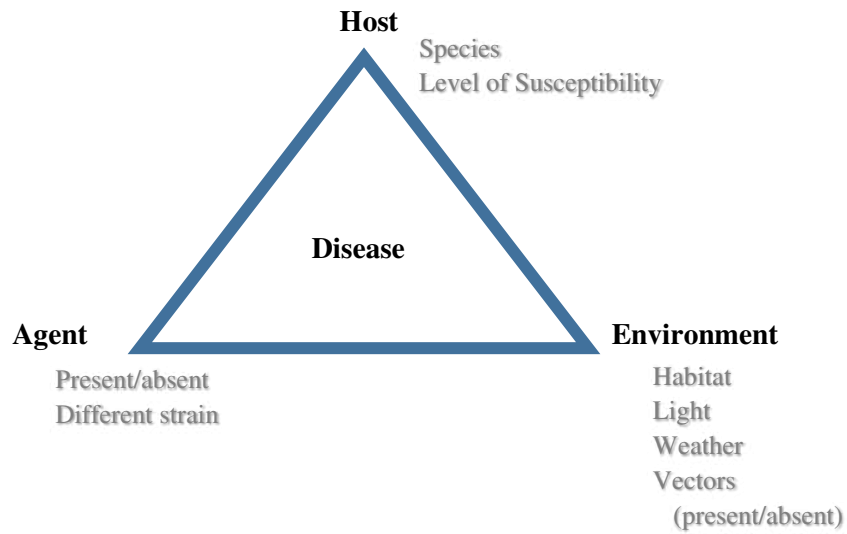 Host
Species
Level of Susceptibility
Disease
Agent
Present/absent
Different strain
Environment
Habitat
Light
Weather
Vectors
(present/absent)